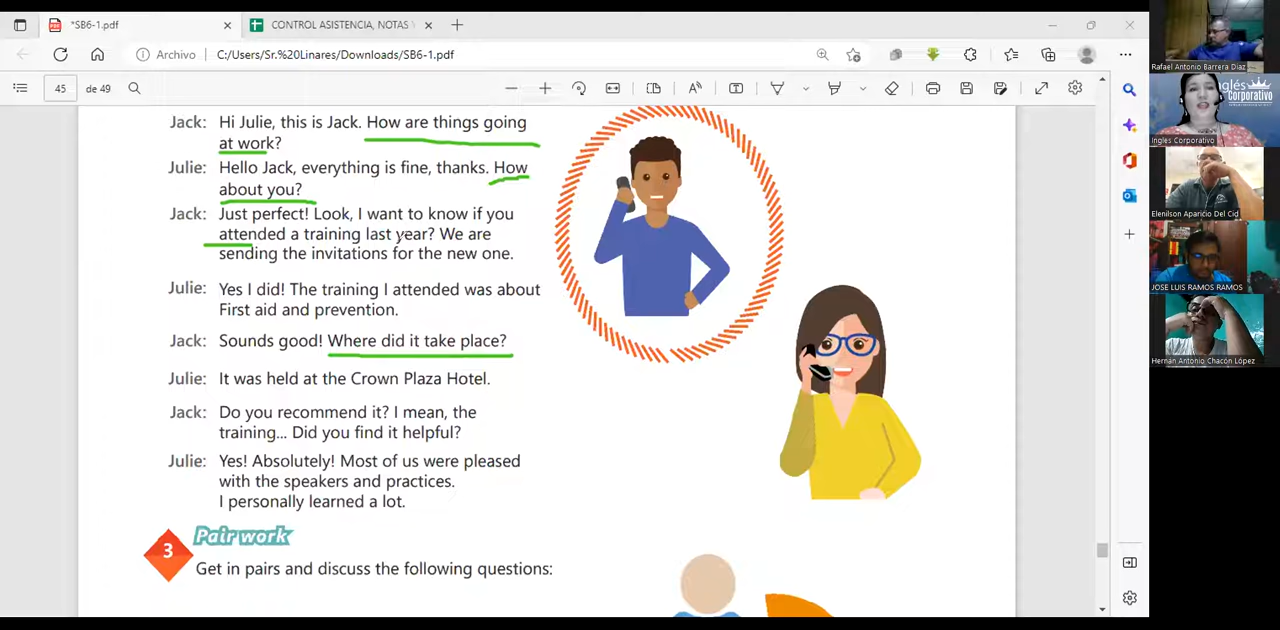 *SB6-1.pdf
CONTROL ASISTENCIA, NOTAS
Archivo
C:/Users/Sr.%20Linares/Downloads/SB6-1.pdf
45 de 49
Jack: Hi Julie, this is Jack. How are things going
at work?
Julie: Hello Jack, everything is fine, thanks. How
about you?
Jack: Just perfect! Look, I want to know if you
attended a training last year? We are
sending the invitations for the new one.
Julie: Yes I did! The training I attended was about
First aid and prevention.
Jack: Sounds good! Where did it take place?
Julie: It was held at the Crown Plaza Hotel.
Jack: Do you recommend it? I mean, the
training... Did you find it helpful?
Julie: Yes! Absolutely! Most of us were pleased
with the speakers and practices.
I personally learned a lot.
3 Pair work
Get in pairs and discuss the following questions:
Rafael Antonio Barrera Diaz
Inglés
Corporativo
Inglés Corporativo
Elenilson Aparicio Del Cid
JOSE LUIS RAMOS RAMOS
Hernán Antonio Chacón López